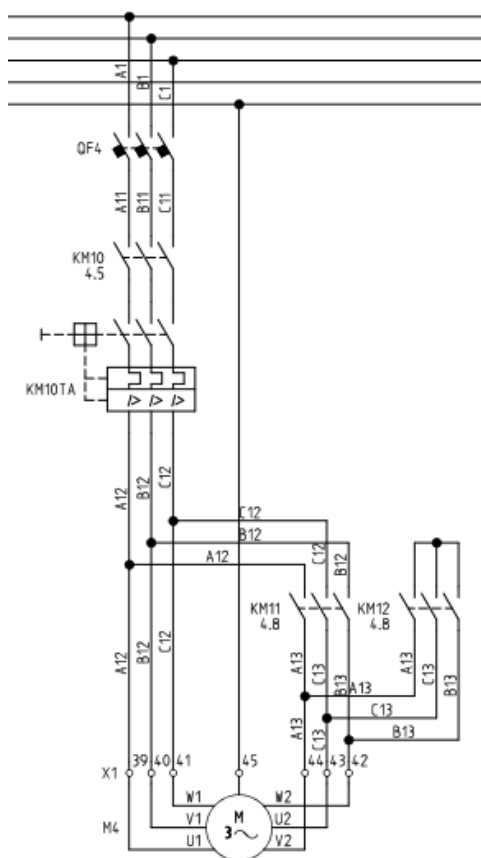 A1 B1 C1
QF4
A11 B11 C11
KM10
4.5
KM10TA
A12 B12 C12
C12
B12
A12
C12 B12
KM11 KM12
4.8 4.8
A12 B12 C12
A13 C13 B13 A13 C13 B13
A13
C13
B13
A13 C13
X1 39 40 41 45 44 43 42
W1 M W2
M4 V1 3~ U2
U1 V2